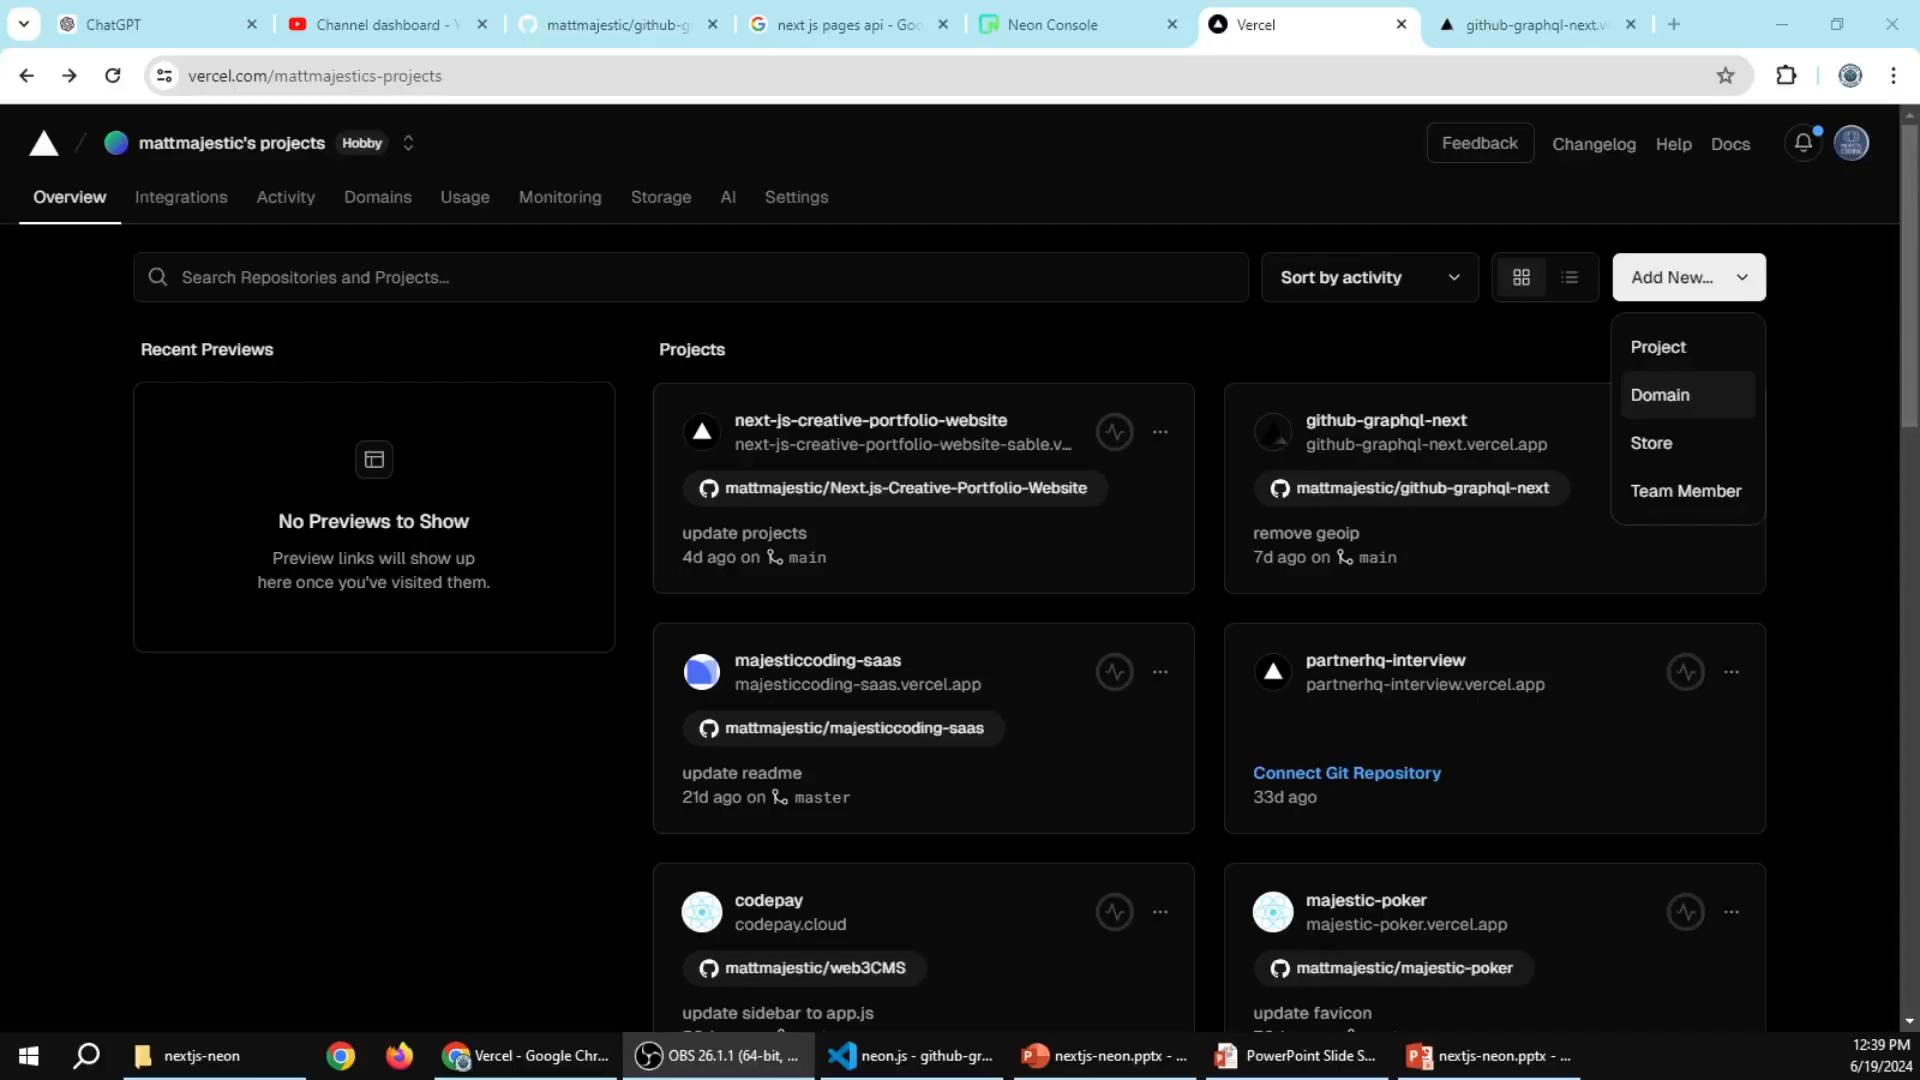 ChatGPT
Channel dashboard - Y
mattmajestic/github-gr
next js pages api - Goo
Neon Console
Vercel
github-graphql-next.ve
vercel.com/mattmajestics-projects
mattmajestic's projects
Hobby
Feedback
Changelog
Help
Docs
Overview
Integrations
Activity
Domains
Usage
Monitoring
Storage
AI
Settings
Search Repositories and Projects...
Sort by activity
Add New...
Project
Domain
Store
Team Member
Recent Previews
No Previews to Show
Preview links will show up
here once you've visited them.
Projects
next-js-creative-portfolio-website
next-js-creative-portfolio-website-sable.v...
mattmajestic/Next.js-Creative-Portfolio-Website
update projects
4d ago on main
github-graphql-next
github-graphql-next.vercel.app
mattmajestic/github-graphql-next
remove geoip
7d ago on main
majesticcoding-saas
majesticcoding-saas.vercel.app
mattmajestic/majesticcoding-saas
update readme
21d ago on master
partnerhq-interview
partnerhq-interview.vercel.app
Connect Git Repository
33d ago
codepay
codepay.cloud
mattmajestic/web3CMS
update sidebar to app.js
majestic-poker
majestic-poker.vercel.app
mattmajestic/majestic-poker
update favicon
nextjs-neon
Vercel - Google Chr...
OBS 26.1.1 (64-bit, ...
neon.js - github-gr...
nextjs-neon.pptx - ...
PowerPoint Slide S...
nextjs-neon.pptx - ...
12:39 PM
6/19/2024